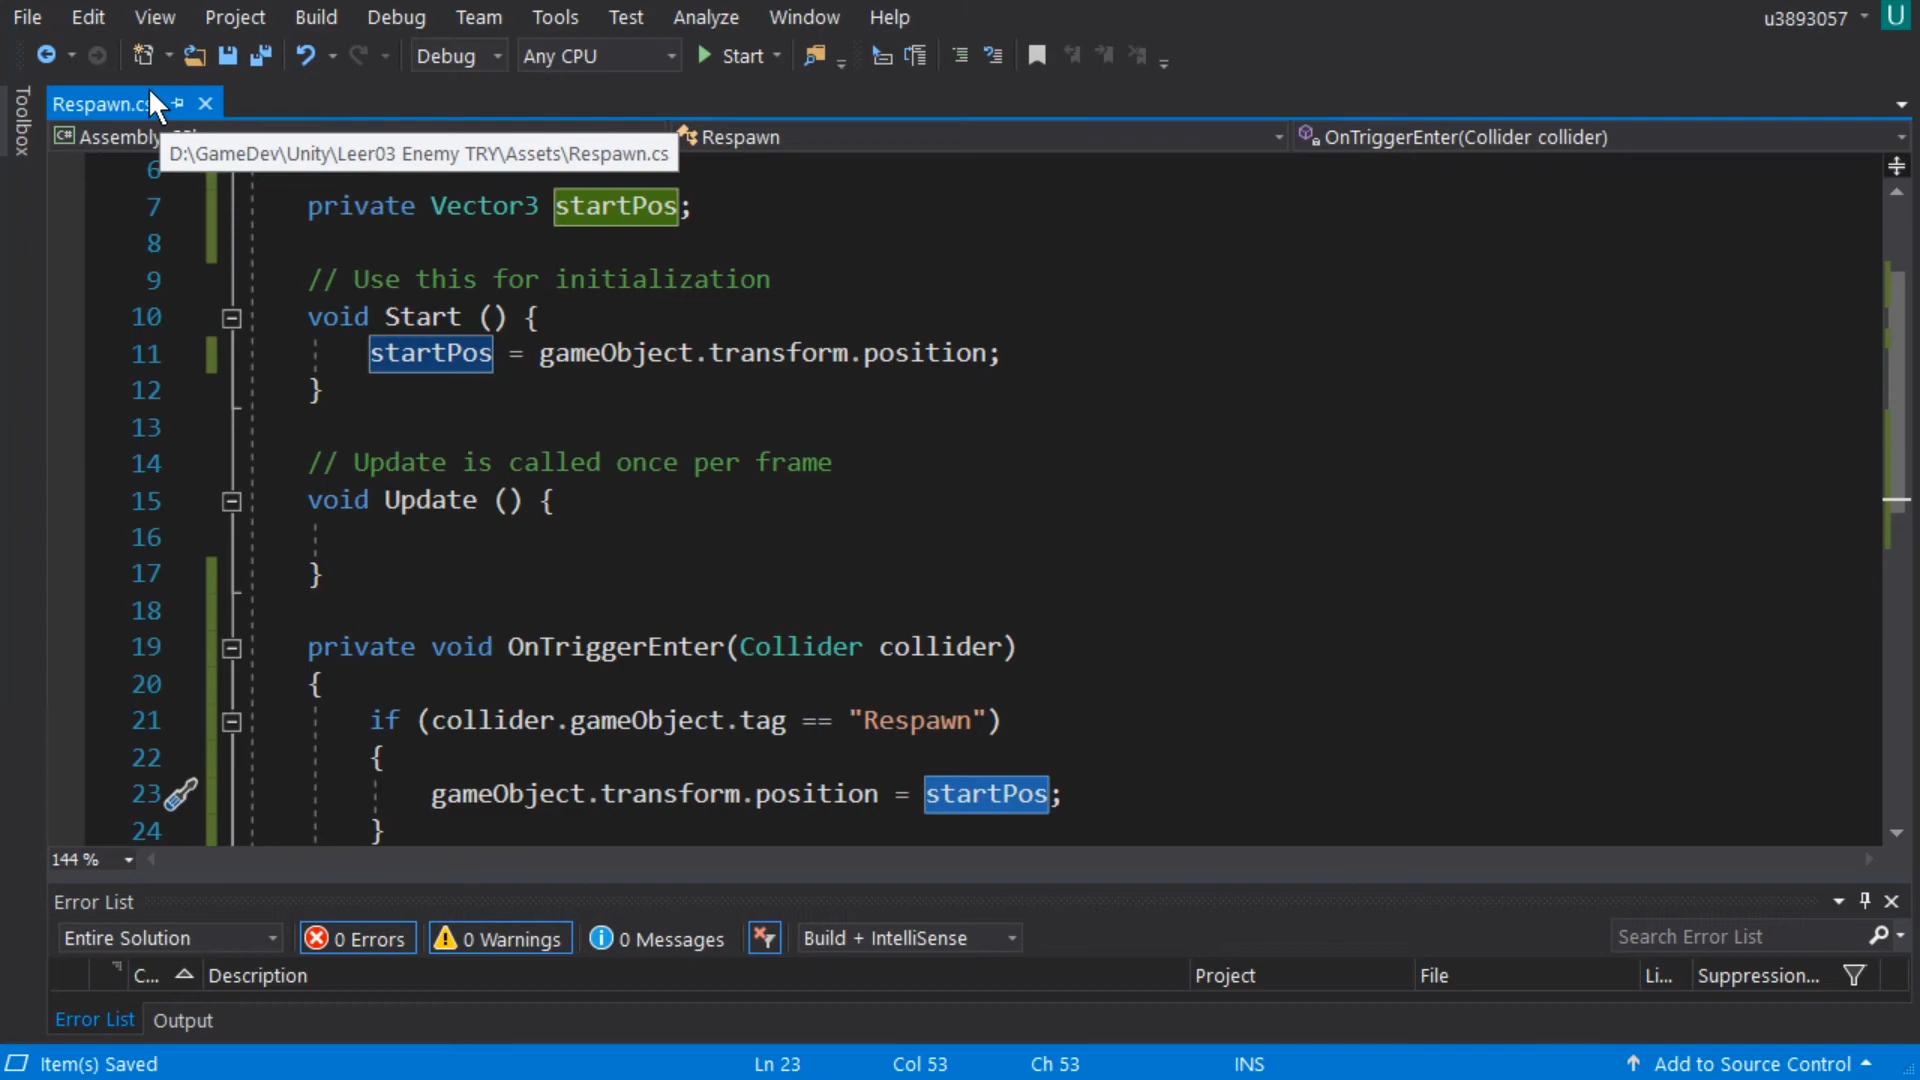 File Edit View Project Build Debug Team Tools Test Analyze Window Help u3893057 U
Debug Any CPU Start
Toolbox
Respawn.cs
Assembly Respawn OnTriggerEnter(Collider collider)
D:\GameDev\Unity\Leer03 Enemy TRY\Assets\Respawn.cs
6
7 private Vector3 startPos;
8
9 // Use this for initialization
10 void Start () {
11 startPos = gameObject.transform.position;
12 }
13
14 // Update is called once per frame
15 void Update () {
16
17 }
18
19 private void OnTriggerEnter(Collider collider)
20 {
21 if (collider.gameObject.tag == "Respawn")
22 {
23 gameObject.transform.position = startPos;
24 }
144 %
Error List
Entire Solution 0 Errors 0 Warnings 0 Messages Build + IntelliSense Search Error List
C... Description Project File Li... Suppression...
Error List Output
Item(s) Saved Ln 23 Col 53 Ch 53 INS Add to Source Control